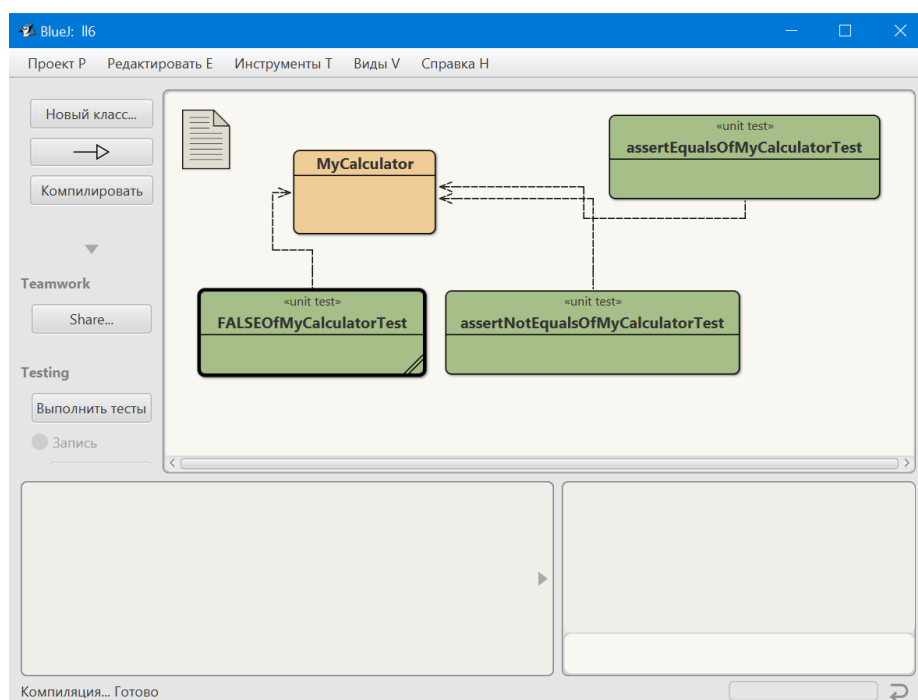 BlueJ: ll6
Проект P Редактировать E Инструменты T Виды V Справка H
Новый класс...
Компилировать
Teamwork
Share...
Testing
Выполнить тесты
Запись
MyCalculator
«unit test»
assertEqualsOfMyCalculatorTest
«unit test»
FALSEOfMyCalculatorTest
«unit test»
assertNotEqualsOfMyCalculatorTest
Компиляция... Готово